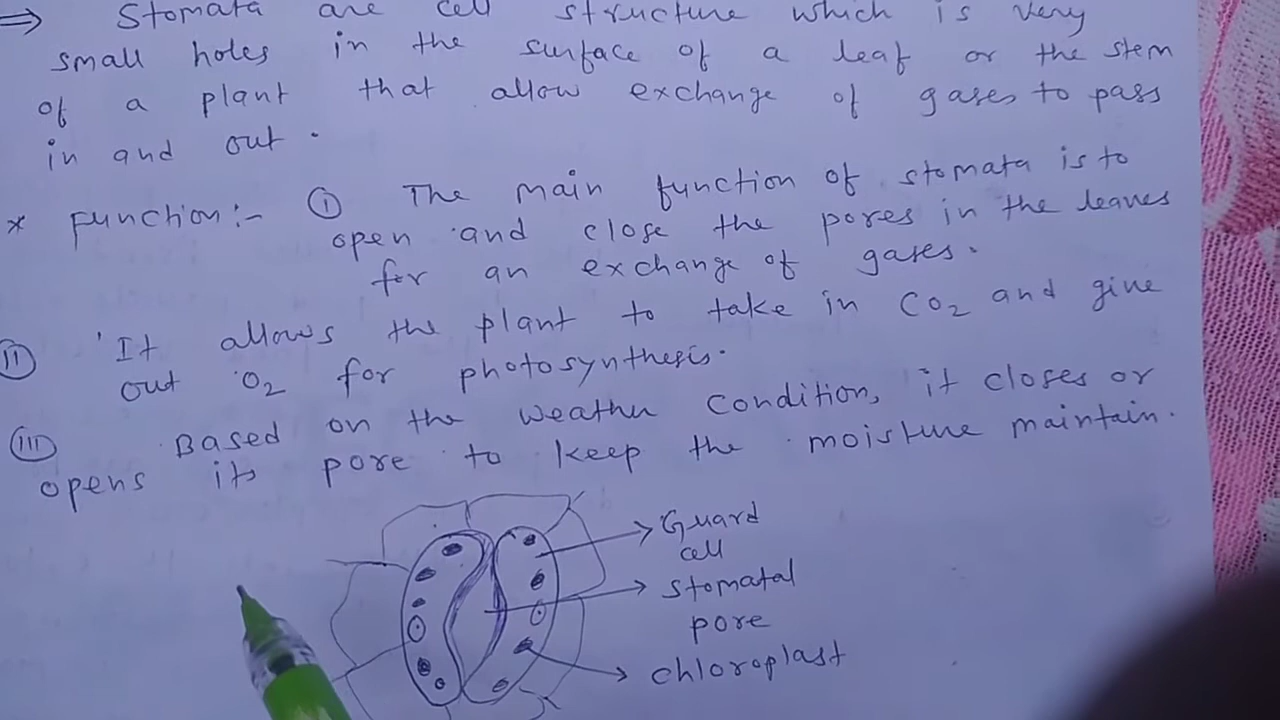 ⇒ Stomata are cell structure which is very
small holes in the surface of a leaf or the stem
of a plant that allow exchange of gases to pass
in and out.
* Function:- (i) The main function of stomata is to
open and close the pores in the leaves
for an exchange of gases.
(ii) It allows the plant to take in CO₂ and give
out O₂ for photosynthesis.
(iii) Based on the weather condition, it closes or
opens its pore to keep the moisture maintain.
Guard
cell
stomatal
pore
chloroplast